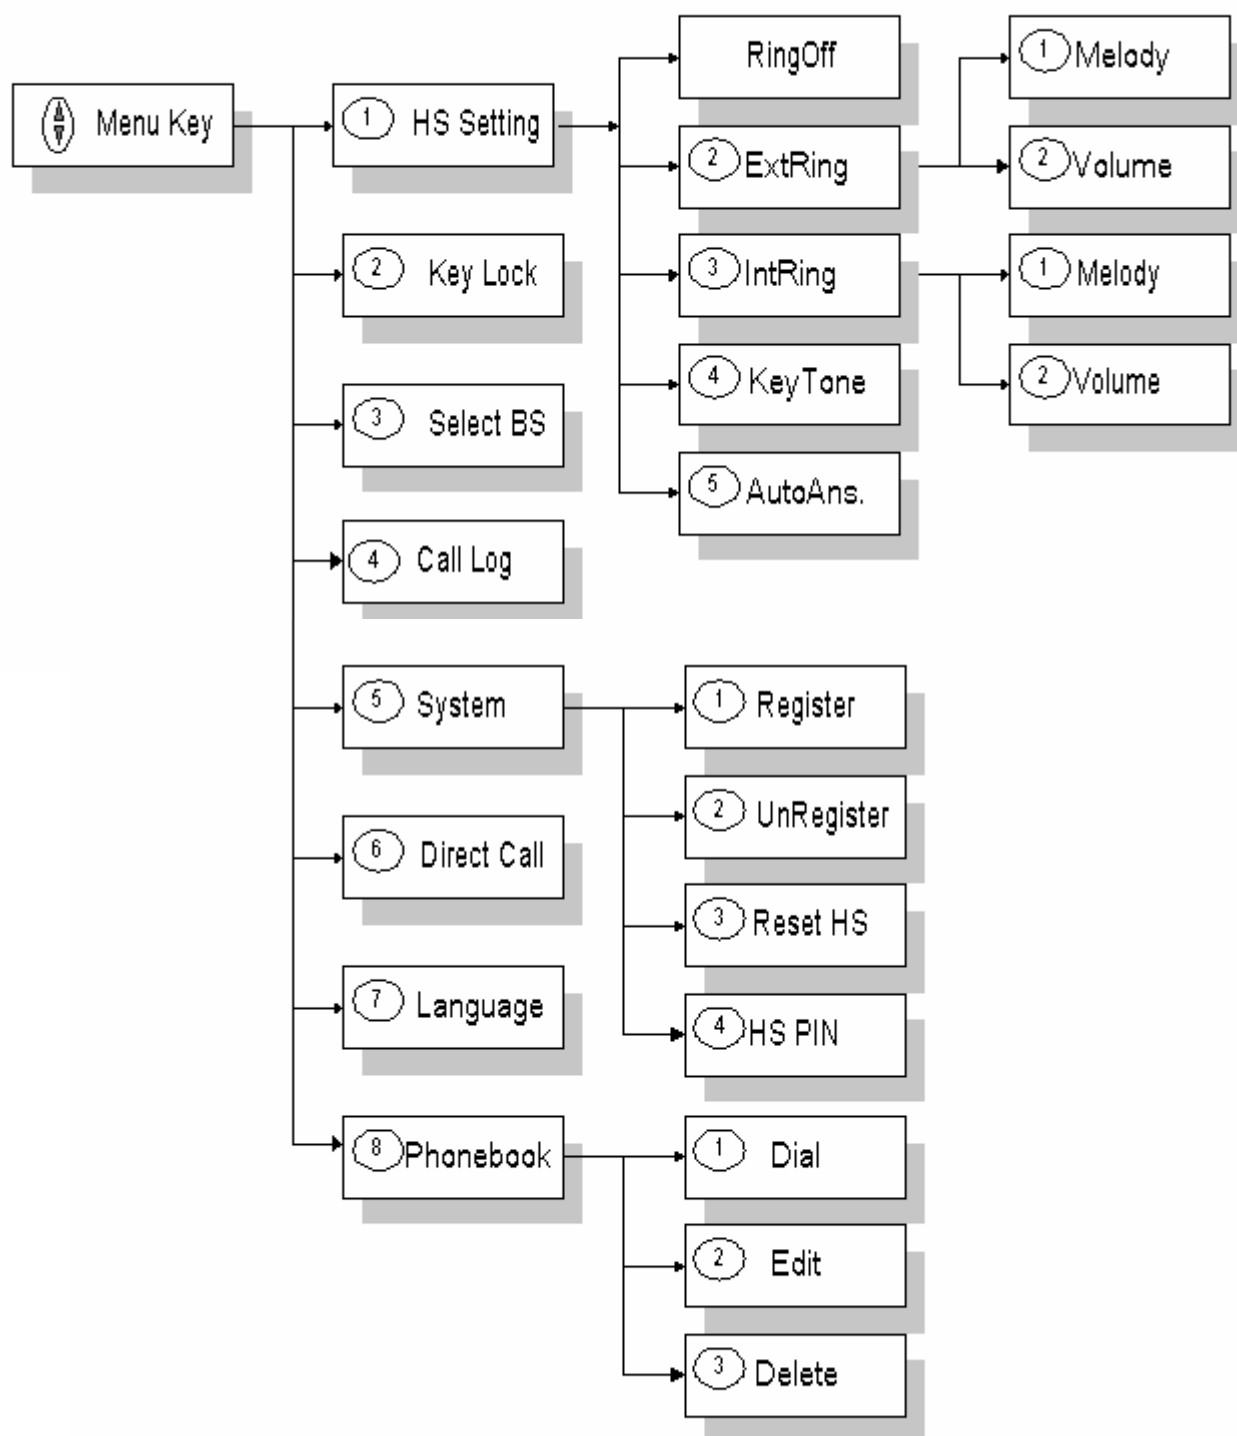 Menu Key
1 HS Setting
RingOff
2 ExtRing
1 Melody
2 Volume
3 IntRing
1 Melody
2 Volume
4 KeyTone
5 AutoAns.
2 Key Lock
3 Select BS
4 Call Log
5 System
1 Register
2 UnRegister
3 Reset HS
4 HS PIN
6 Direct Call
7 Language
8 Phonebook
1 Dial
2 Edit
3 Delete